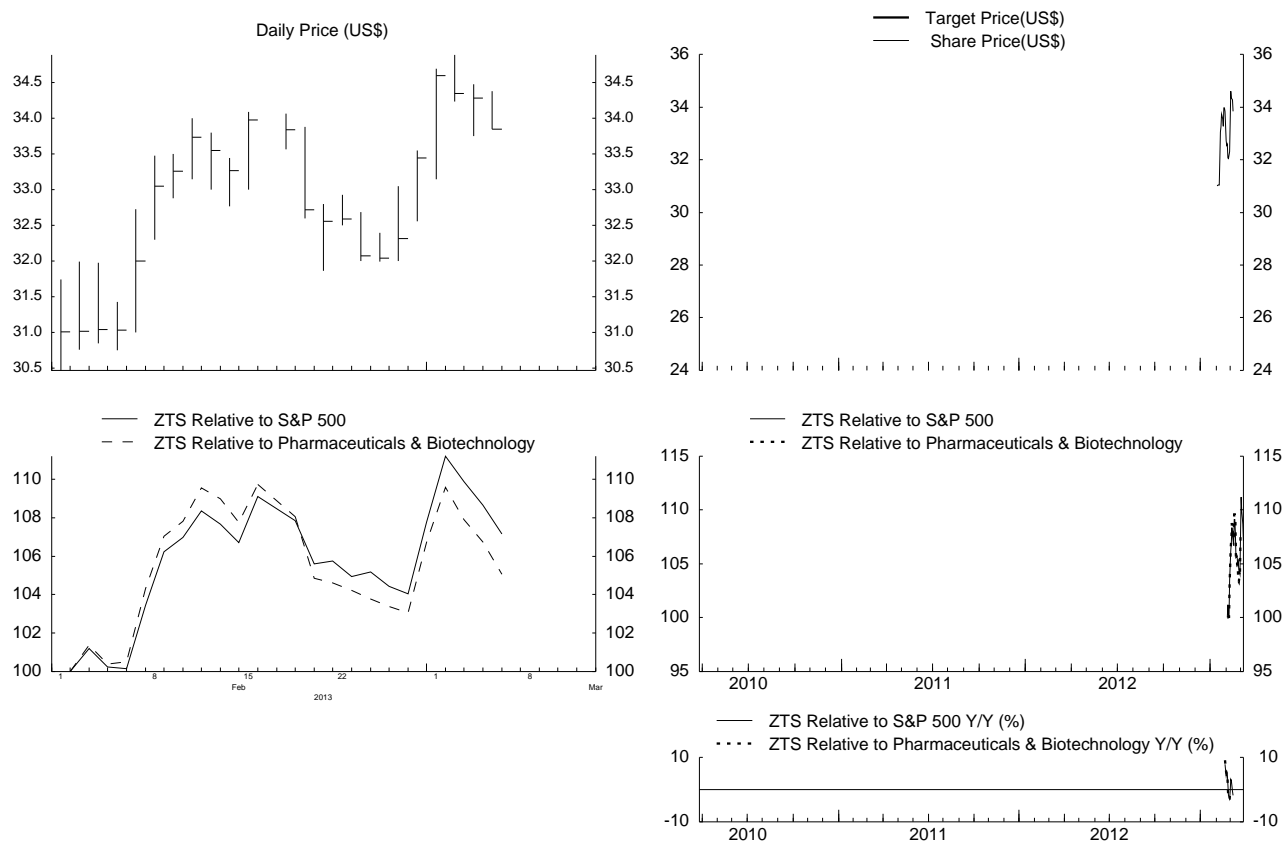 Daily Price (US$)
34.5 34.5
34.0 34.0
33.5 33.5
33.0 33.0
32.5 32.5
32.0 32.0
31.5 31.5
31.0 31.0
30.5 30.5
Target Price(US$)
Share Price(US$)
36 36
34 34
32 32
30 30
28 28
26 26
24 24
ZTS Relative to S&P 500
ZTS Relative to Pharmaceuticals & Biotechnology
110 110
108 108
106 106
104 104
102 102
100 100
1 8 15 22 1 8
Feb Mar
2013
ZTS Relative to S&P 500
ZTS Relative to Pharmaceuticals & Biotechnology
115 115
110 110
105 105
100 100
95 95
2010 2011 2012
ZTS Relative to S&P 500 Y/Y (%)
ZTS Relative to Pharmaceuticals & Biotechnology Y/Y (%)
10 10
-10 -10
2010 2011 2012